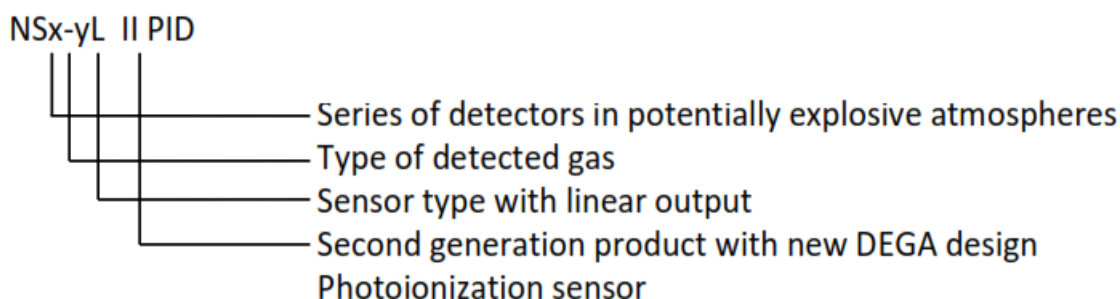 NSx-yL II PID
Series of detectors in potentially explosive atmospheres
Type of detected gas
Sensor type with linear output
Second generation product with new DEGA design
Photoionization sensor